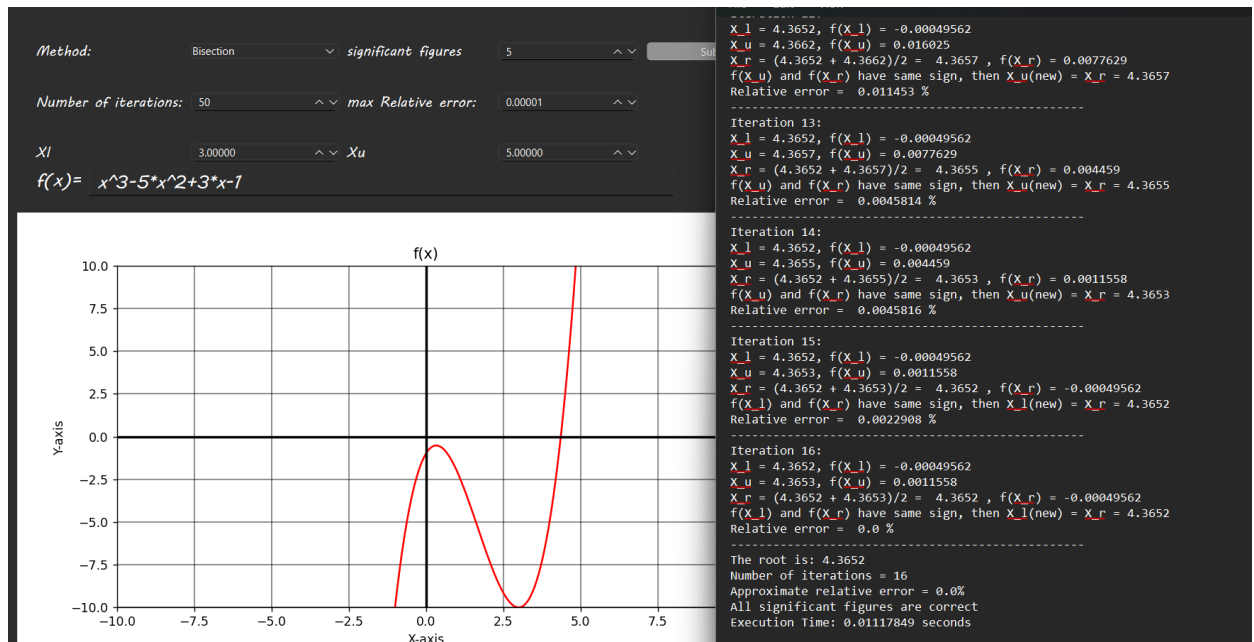 Method:
Bisection
significant figures
5
Sub
Number of iterations:
50
max Relative error:
0.00001
Xl
3.00000
Xu
5.00000
f(x)=
x^3-5*x^2+3*x-1
f(x)
10.0
7.5
5.0
2.5
0.0
−2.5
−5.0
−7.5
−10.0
Y-axis
−10.0
−7.5
−5.0
−2.5
0.0
2.5
5.0
7.5
X-axis
X_l = 4.3652, f(X_l) = -0.00049562
X_u = 4.3662, f(X_u) = 0.016025
X_r = (4.3652 + 4.3662)/2 =  4.3657 , f(X_r) = 0.0077629
f(X_u) and f(X_r) have same sign, then X_u(new) = X_r = 4.3657
Relative error =  0.011453 %
--------------------------------------------------
Iteration 13:
X_l = 4.3652, f(X_l) = -0.00049562
X_u = 4.3657, f(X_u) = 0.0077629
X_r = (4.3652 + 4.3657)/2 =  4.3655 , f(X_r) = 0.004459
f(X_u) and f(X_r) have same sign, then X_u(new) = X_r = 4.3655
Relative error =  0.0045814 %
--------------------------------------------------
Iteration 14:
X_l = 4.3652, f(X_l) = -0.00049562
X_u = 4.3655, f(X_u) = 0.004459
X_r = (4.3652 + 4.3655)/2 =  4.3653 , f(X_r) = 0.0011558
f(X_u) and f(X_r) have same sign, then X_u(new) = X_r = 4.3653
Relative error =  0.0045816 %
--------------------------------------------------
Iteration 15:
X_l = 4.3652, f(X_l) = -0.00049562
X_u = 4.3653, f(X_u) = 0.0011558
X_r = (4.3652 + 4.3653)/2 =  4.3652 , f(X_r) = -0.00049562
f(X_l) and f(X_r) have same sign, then X_l(new) = X_r = 4.3652
Relative error =  0.0022908 %
--------------------------------------------------
Iteration 16:
X_l = 4.3652, f(X_l) = -0.00049562
X_u = 4.3653, f(X_u) = 0.0011558
X_r = (4.3652 + 4.3653)/2 =  4.3652 , f(X_r) = -0.00049562
f(X_l) and f(X_r) have same sign, then X_l(new) = X_r = 4.3652
Relative error =  0.0 %
--------------------------------------------------
The root is: 4.3652
Number of iterations = 16
Approximate relative error = 0.0%
All significant figures are correct
Execution Time: 0.01117849 seconds